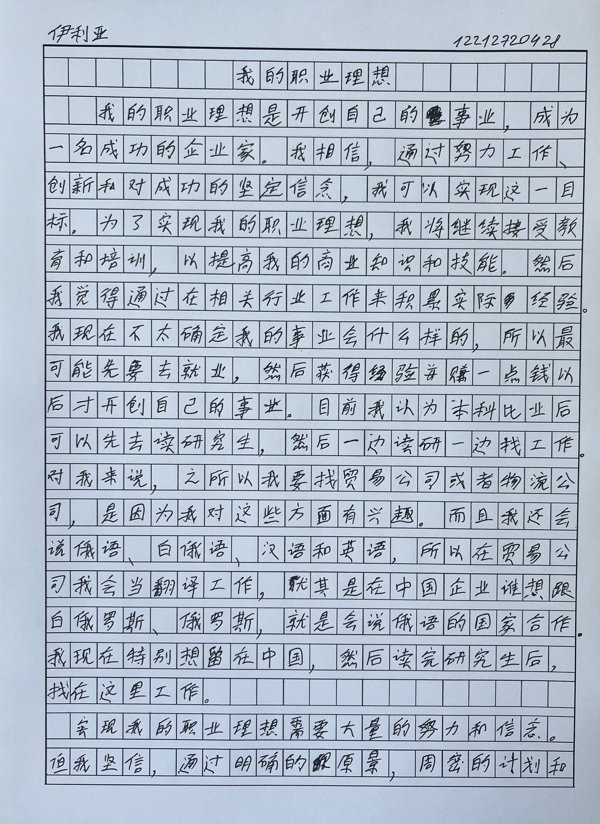 伊利亚 12212720428
我的职业理想
我的职业理想是开创自己的事业，成为
一名成功的企业家。我相信，通过努力工作、
创新和对成功的坚定信念，我可以实现这一目
标。为了实现我的职业理想，我将继续接受教
育和培训，以提高我的商业知识和技能。然后
我觉得通过在相关行业工作来积累实际经验。
我现在不太确定我的事业会什么样的，所以最
可能先要去就业，然后获得经验并赚一点钱以
后才开创自己的事业。目前我认为本科比业后
可以先去读研究生，然后一边读研一边找工作。
对我来说，之所以我要找贸易公司或者物流公
司，是因为我对这些方面有兴趣。而且我还会
说俄语、白俄语、汉语和英语，所以在贸易公
司我会当翻译工作，就其是在中国企业谁想跟
白俄罗斯、俄罗斯，就是会说俄语的国家合作。
我现在特别想留在中国，然后读完研究生后，
找在这里工作。
实现我的职业理想需要大量的努力和信念。
但我坚信，通过明确的原景，周密的计划和